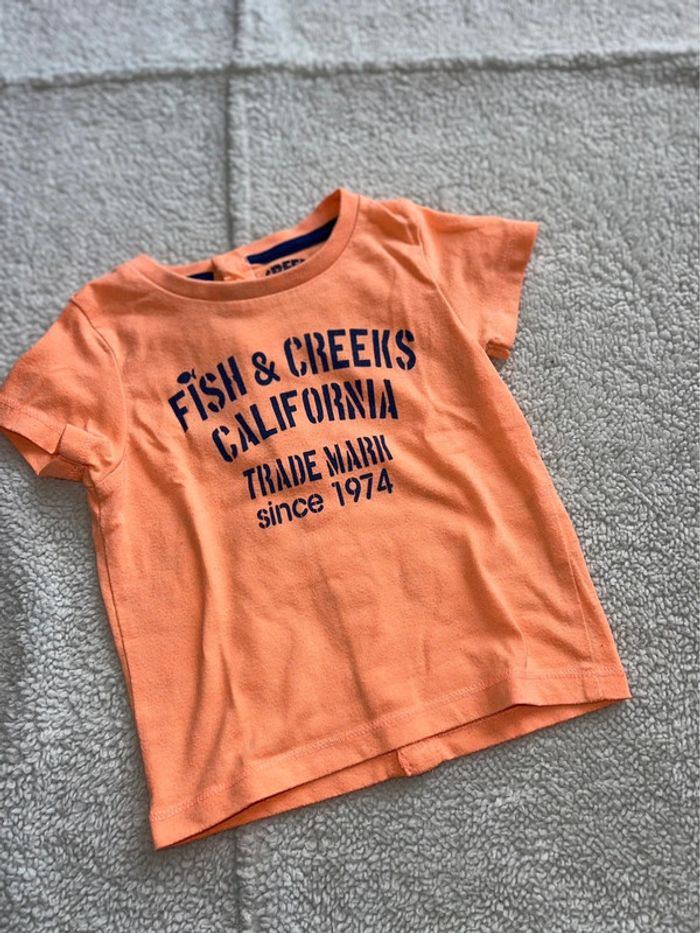 FiSH & CREEKS
CALIFORNIA
TRADE MARK
since 1974